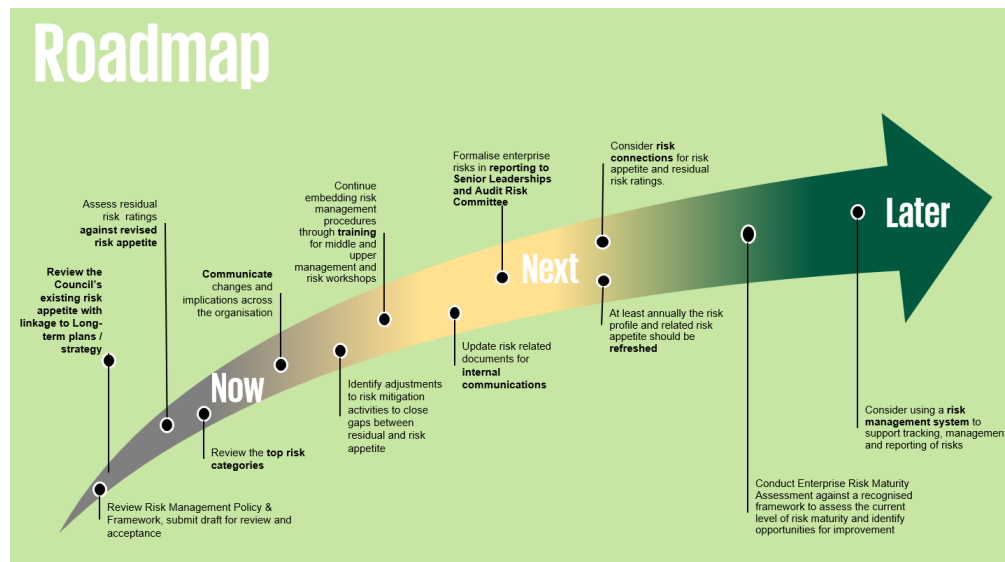 Roadmap
Review the
Council's
existing risk
appetite with
linkage to Long-
term plans /
strategy
Review Risk Management Policy &
Framework, submit draft for review and
acceptance
Assess residual
risk ratings
against revised
risk appetite
Review the top risk
categories
Now
Communicate
changes and
implications across
the organisation
Identify adjustments
to risk mitigation
activities to close
gaps between
residual and risk
appetite
Continue
embedding risk
management
procedures
through training
for middle and
upper
management and
risk workshops
Update risk related
documents for
internal
communications
Formalise enterprise
risks in reporting to
Senior Leaderships
and Audit Risk
Committee
Next
Consider risk
connections for risk
appetite and residual
risk ratings.
At least annually the risk
profile and related risk
appetite should be
refreshed
Conduct Enterprise Risk Maturity
Assessment against a recognised
framework to assess the current
level of risk maturity and identify
opportunities for improvement
Consider using a risk
management system to
support tracking, management
and reporting of risks
Later